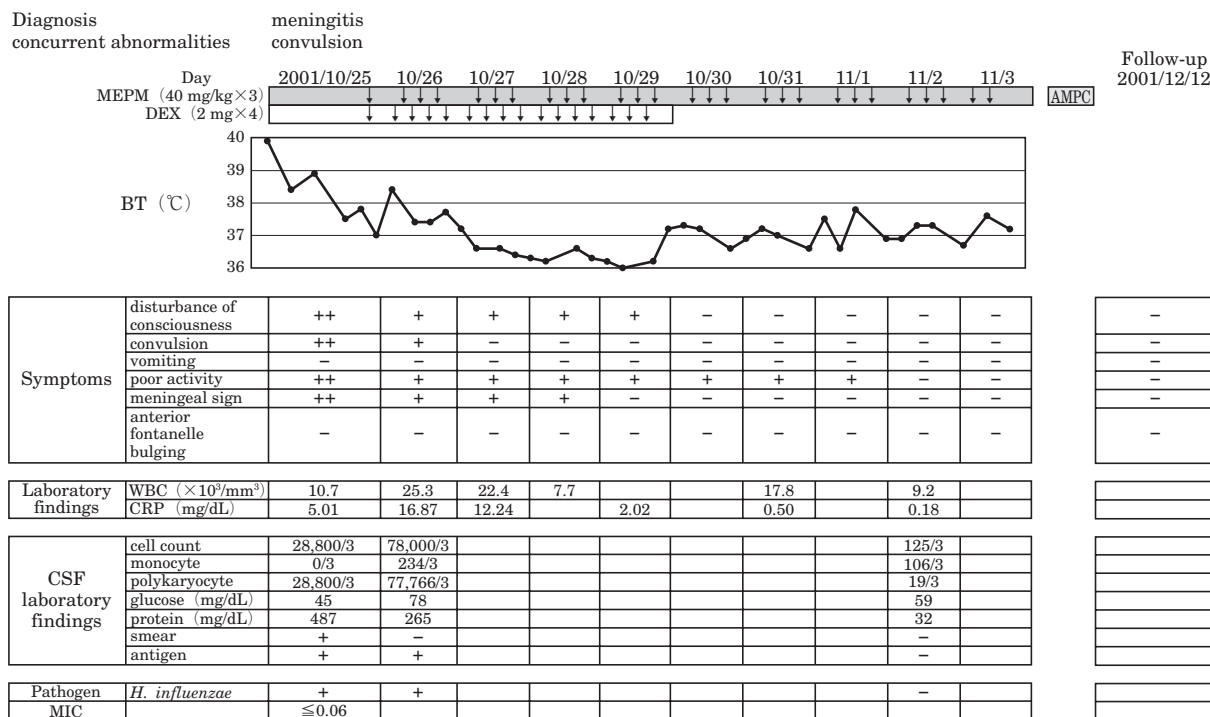 Diagnosis meningitis
concurrent abnormalities convulsion
Follow-up
Day 2001/10/25 10/26 10/27 10/28 10/29 10/30 10/31 11/1 11/2 11/3 2001/12/12
MEPM (40 mg/kg×3) AMPC
DEX (2 mg×4)
40
39
38
BT (℃)
37
36
Symptoms
disturbance of consciousness ++ + + + + − − − − − −
convulsion ++ + − − − − − − − − −
vomiting − − − − − − − − − − −
poor activity ++ + + + + + + + − − −
meningeal sign ++ + + + − − − − − − −
anterior fontanelle bulging − − − − − − − − − − −
Laboratory findings
WBC (×10³/mm³) 10.7 25.3 22.4 7.7 17.8 9.2
CRP (mg/dL) 5.01 16.87 12.24 2.02 0.50 0.18
CSF laboratory findings
cell count 28,800/3 78,000/3 125/3
monocyte 0/3 234/3 106/3
polykaryocyte 28,800/3 77,766/3 19/3
glucose (mg/dL) 45 78 59
protein (mg/dL) 487 265 32
smear + − −
antigen + + −
Pathogen H. influenzae + + −
MIC ≦0.06